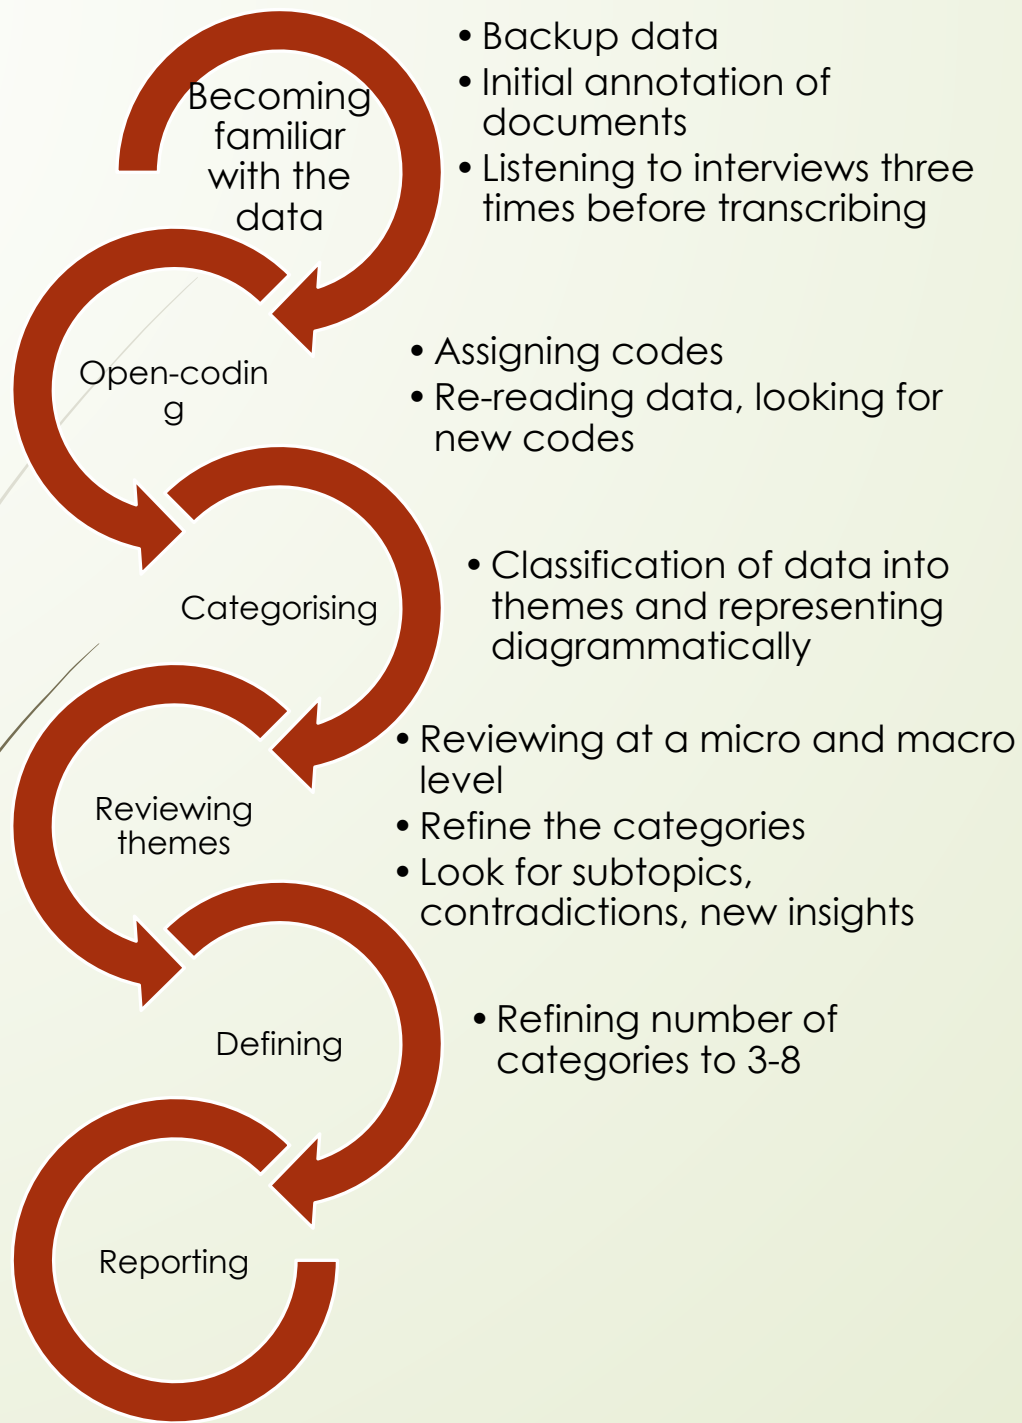 Becoming
familiar
with the
data
• Backup data
• Initial annotation of
documents
• Listening to interviews three
times before transcribing
Open-codin
g
• Assigning codes
• Re-reading data, looking for
new codes
Categorising
• Classification of data into
themes and representing
diagrammatically
Reviewing
themes
• Reviewing at a micro and macro
level
• Refine the categories
• Look for subtopics,
contradictions, new insights
Defining
• Refining number of
categories to 3-8
Reporting